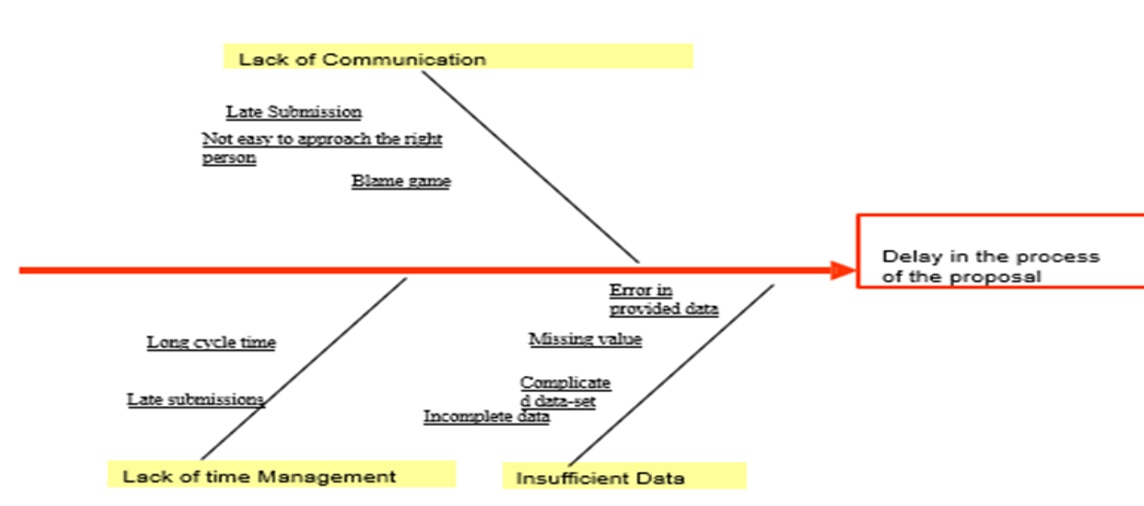 Lack of Communication
Late Submission
Not easy to approach the right
person
Blame game
Delay in the process
of the proposal
Error in
provided data
Missing value
Long cycle time
Complicate
d data-set
Late submissions
Incomplete data
Lack of time Management
Insufficient Data